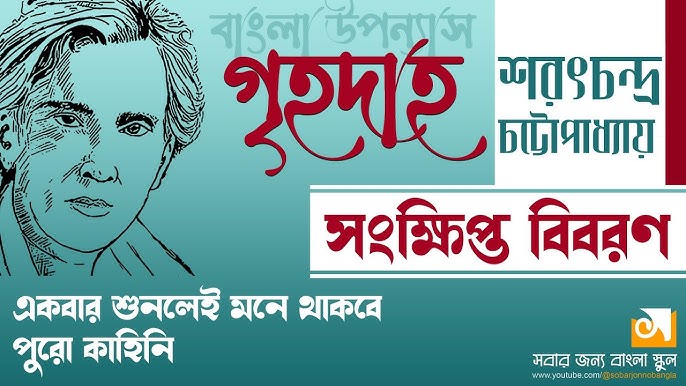 বাংলা উপন্যাস
গৃহদাহ
শরৎচন্দ্র
চট্টোপাধ্যায়
সংক্ষিপ্ত বিবরণ
একবার শুনলেই মনে থাকবে
পুরো কাহিনি
সবার জন্য বাংলা স্কুল
www.youtube.com/@sobarjonnobangla